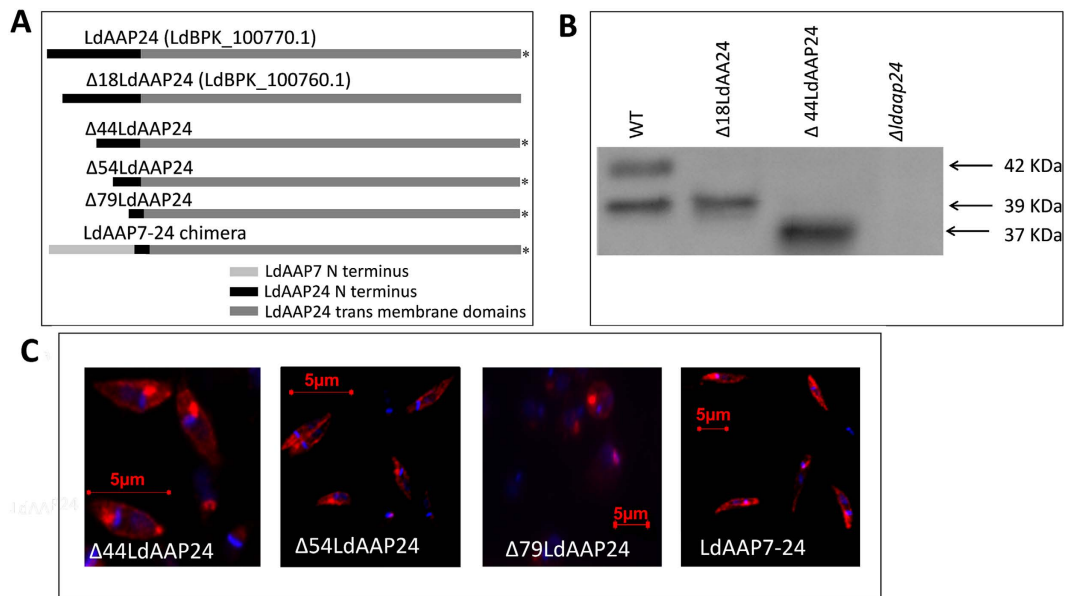 A
LdAAP24 (LdBPK_100770.1)
*
Δ18LdAAP24 (LdBPK_100760.1)
Δ44LdAAP24
*
Δ54LdAAP24
*
Δ79LdAAP24
*
LdAAP7-24 chimera
*
LdAAP7 N terminus
LdAAP24 N terminus
LdAAP24 trans membrane domains
B
WT
Δ18LdAA24
Δ 44LdAAP24
Δldaap24
42 KDa
39 KDa
37 KDa
C
5µm
Δ44LdAAP24
5µm
Δ54LdAAP24
5µm
Δ79LdAAP24
5µm
LdAAP7-24